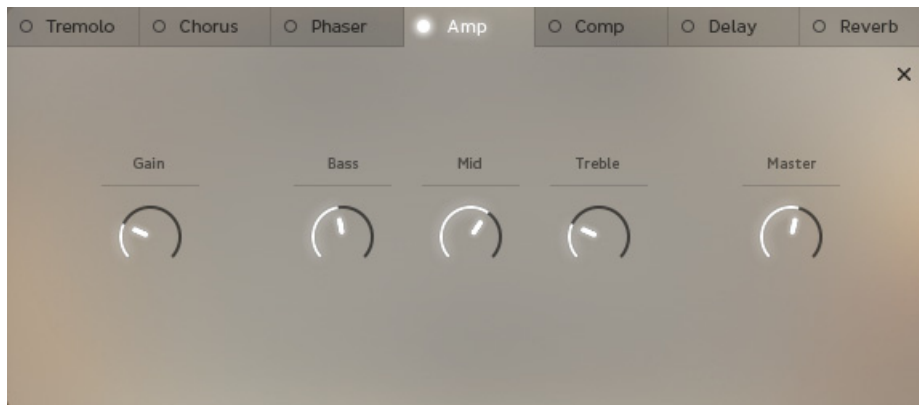 Tremolo Chorus Phaser Amp Comp Delay Reverb
Gain Bass Mid Treble Master